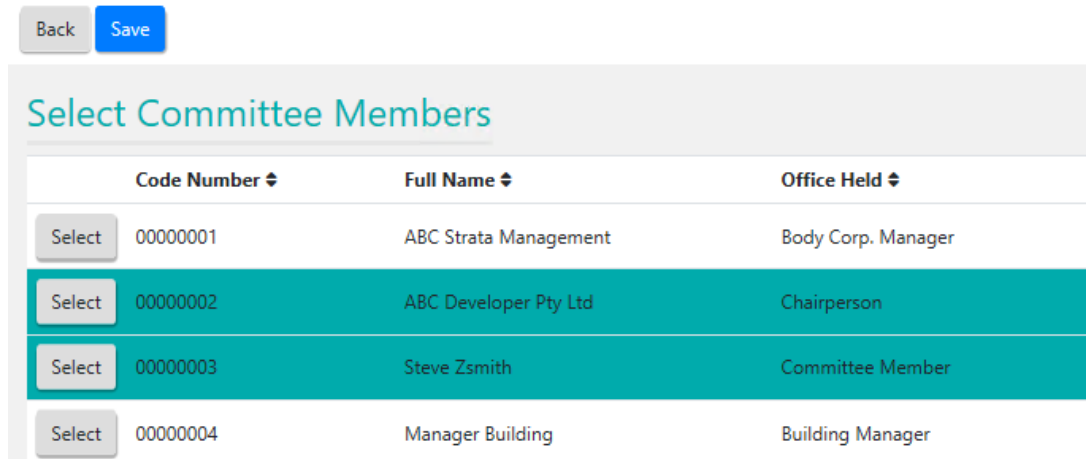 Back Save
Select Committee Members
Code Number Full Name Office Held
Select 00000001 ABC Strata Management Body Corp. Manager
Select 00000002 ABC Developer Pty Ltd Chairperson
Select 00000003 Steve Zsmith Committee Member
Select 00000004 Manager Building Building Manager